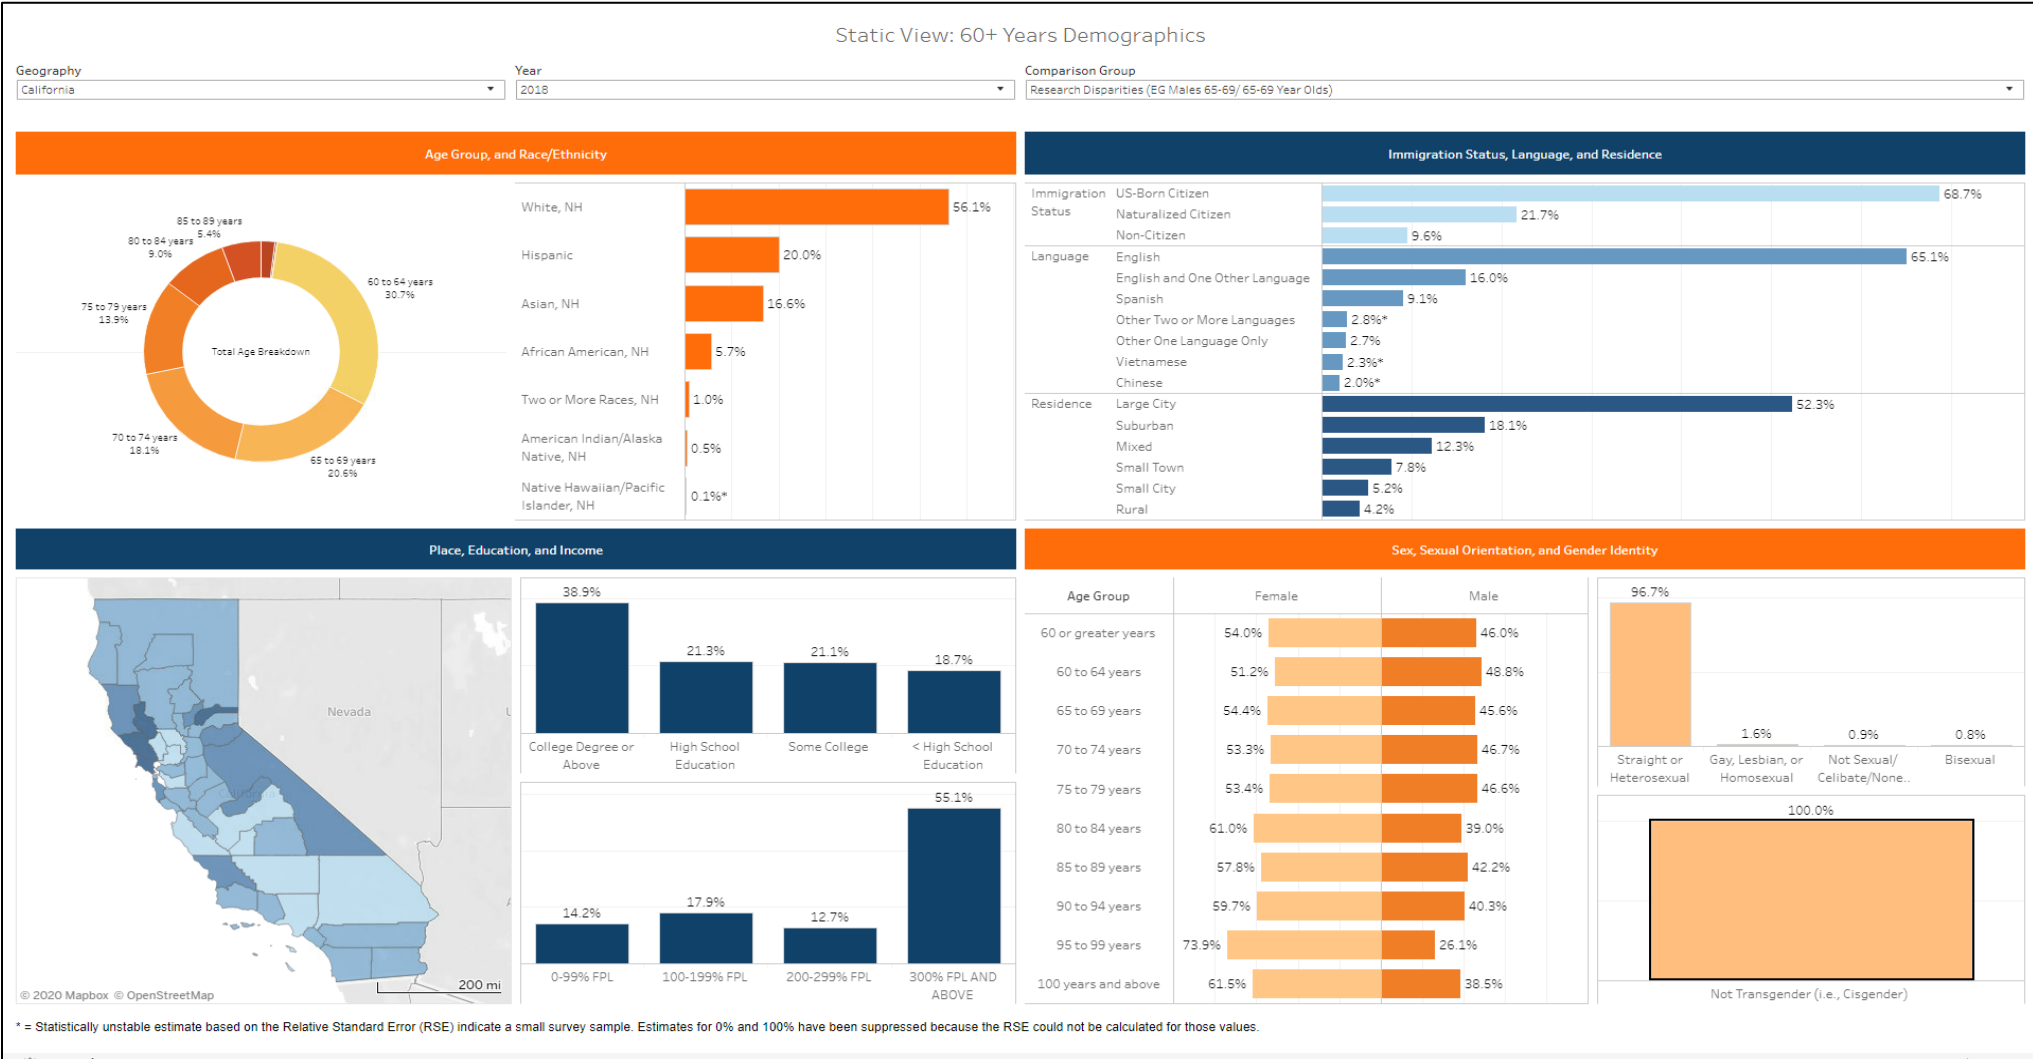 Static View: 60+ Years Demographics
Geography
California
Year
2018
Comparison Group
Research Disparities (EG Males 65-69/ 65-69 Year Olds)
Age Group, and Race/Ethnicity
85 to 89 years
5.4%
80 to 84 years
9.0%
60 to 64 years
30.7%
75 to 79 years
13.9%
Total Age Breakdown
70 to 74 years
18.1%
65 to 69 years
20.6%
White, NH 56.1%
Hispanic 20.0%
Asian, NH 16.6%
African American, NH 5.7%
Two or More Races, NH 1.0%
American Indian/Alaska
Native, NH 0.5%
Native Hawaiian/Pacific
Islander, NH 0.1%*
Immigration Status, Language, and Residence
Immigration
Status
US-Born Citizen 68.7%
Naturalized Citizen 21.7%
Non-Citizen 9.6%
Language
English 65.1%
English and One Other Language 16.0%
Spanish 9.1%
Other Two or More Languages 2.8%*
Other One Language Only 2.7%
Vietnamese 2.3%*
Chinese 2.0%*
Residence
Large City 52.3%
Suburban 18.1%
Mixed 12.3%
Small Town 7.8%
Small City 5.2%
Rural 4.2%
Place, Education, and Income
Nevada
California
200 mi
© 2020 Mapbox © OpenStreetMap
38.9%
21.3%
21.1%
18.7%
College Degree or
Above
High School
Education
Some College
< High School
Education
14.2%
17.9%
12.7%
55.1%
0-99% FPL
100-199% FPL
200-299% FPL
300% FPL AND
ABOVE
Sex, Sexual Orientation, and Gender Identity
Age Group Female Male
60 or greater years 54.0% 46.0%
60 to 64 years 51.2% 48.8%
65 to 69 years 54.4% 45.6%
70 to 74 years 53.3% 46.7%
75 to 79 years 53.4% 46.6%
80 to 84 years 61.0% 39.0%
85 to 89 years 57.8% 42.2%
90 to 94 years 59.7% 40.3%
95 to 99 years 73.9% 26.1%
100 years and above 61.5% 38.5%
96.7%
1.6%
0.9%
0.8%
Straight or
Heterosexual
Gay, Lesbian, or
Homosexual
Not Sexual/
Celibate/None..
Bisexual
100.0%
Not Transgender (i.e., Cisgender)
* = Statistically unstable estimate based on the Relative Standard Error (RSE) indicate a small survey sample. Estimates for 0% and 100% have been suppressed because the RSE could not be calculated for those values.